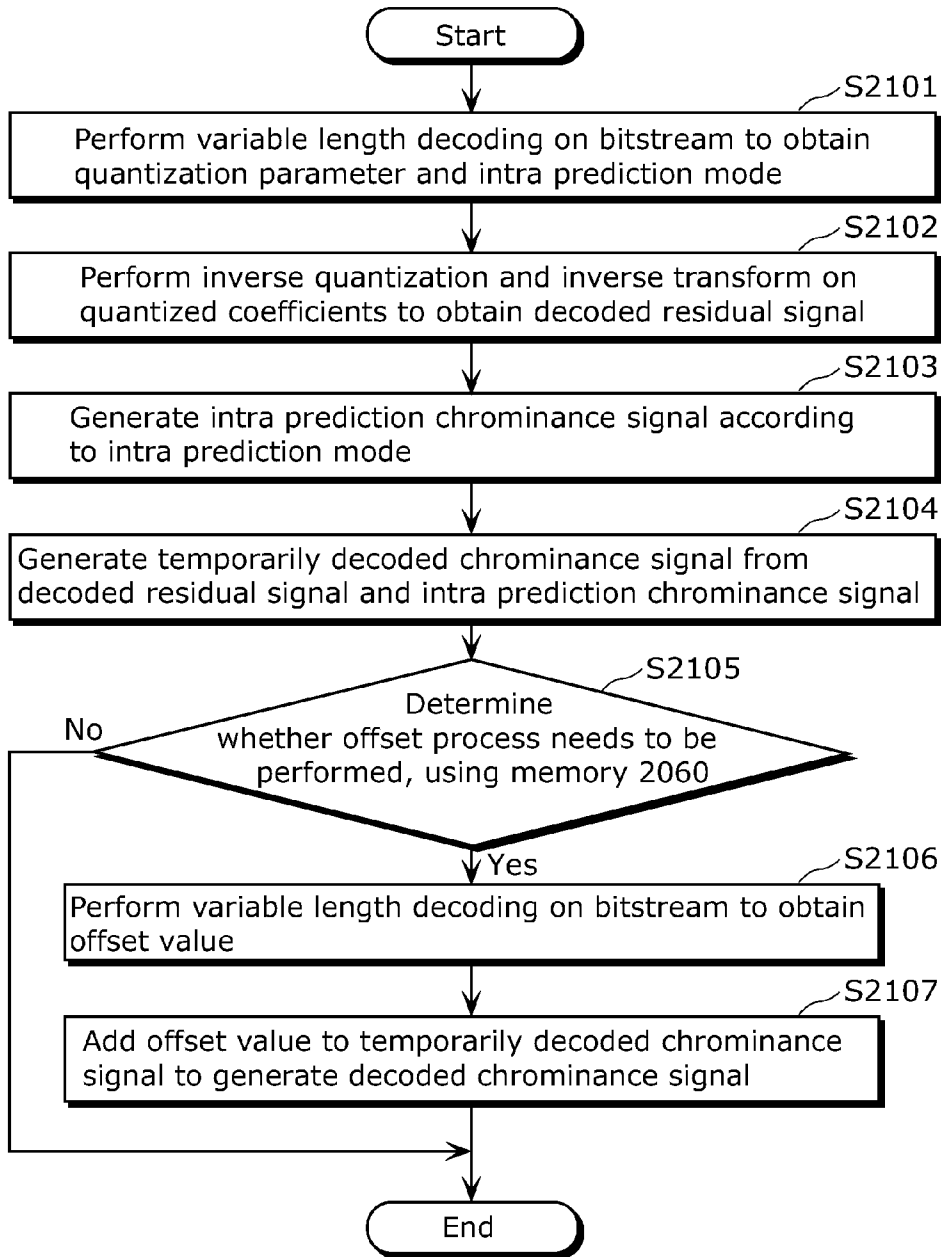 Start
S2101
Perform variable length decoding on bitstream to obtain
quantization parameter and intra prediction mode
S2102
Perform inverse quantization and inverse transform on
quantized coefficients to obtain decoded residual signal
S2103
Generate intra prediction chrominance signal according
to intra prediction mode
S2104
Generate temporarily decoded chrominance signal from
decoded residual signal and intra prediction chrominance signal
S2105
Determine
whether offset process needs to be
performed, using memory 2060
No
Yes
S2106
Perform variable length decoding on bitstream to obtain
offset value
S2107
Add offset value to temporarily decoded chrominance
signal to generate decoded chrominance signal
End